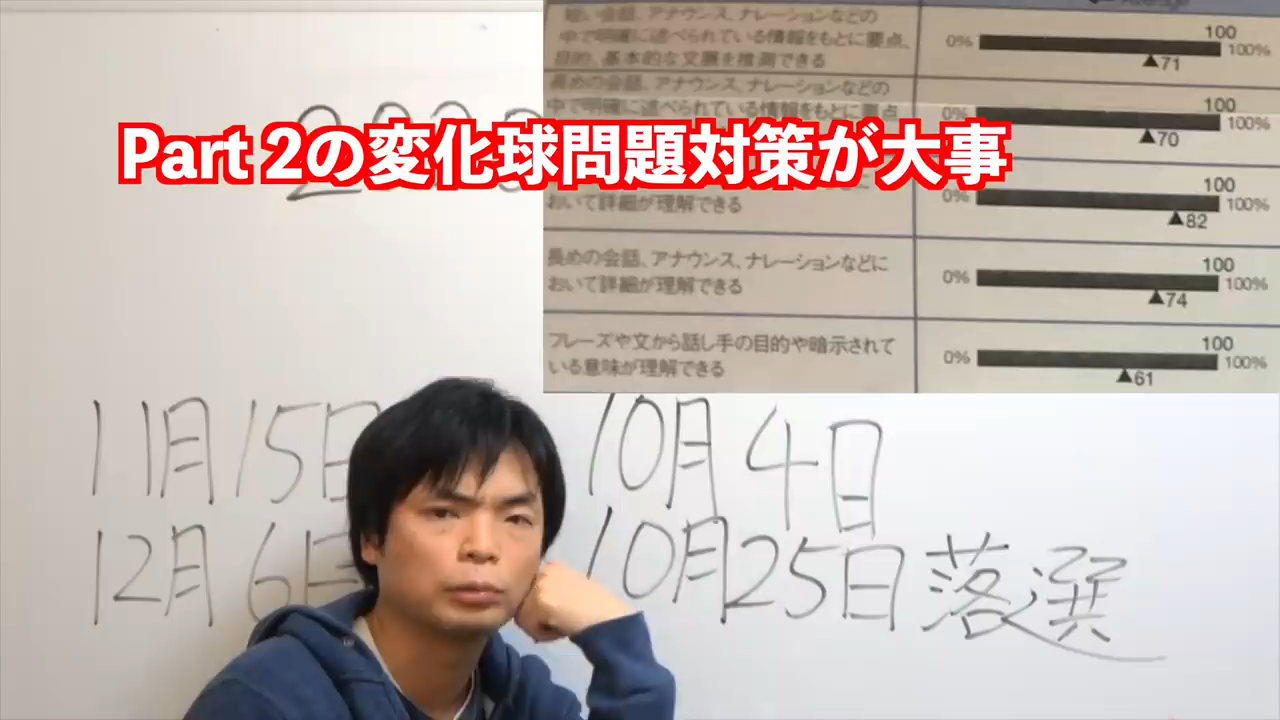 短い会話、アナウンス、ナレーションなどの
中で明確に述べられている情報をもとに要点、
目的、基本的な文脈を推測できる
0% 100 100%
▲71
長めの会話、アナウンス、ナレーションなどの
中で明確に述べられている情報をもとに要点、
0% 100 100%
▲70
Part 2の変化球問題対策が大事
おいて詳細が理解できる
0% 100 100%
▲82
長めの会話、アナウンス、ナレーションなどに
おいて詳細が理解できる
0% 100 100%
▲74
フレーズや文から話し手の目的や暗示されて
いる意味が理解できる
0% 100 100%
▲61
11月15日 10月4日
12月6日 10月25日落選